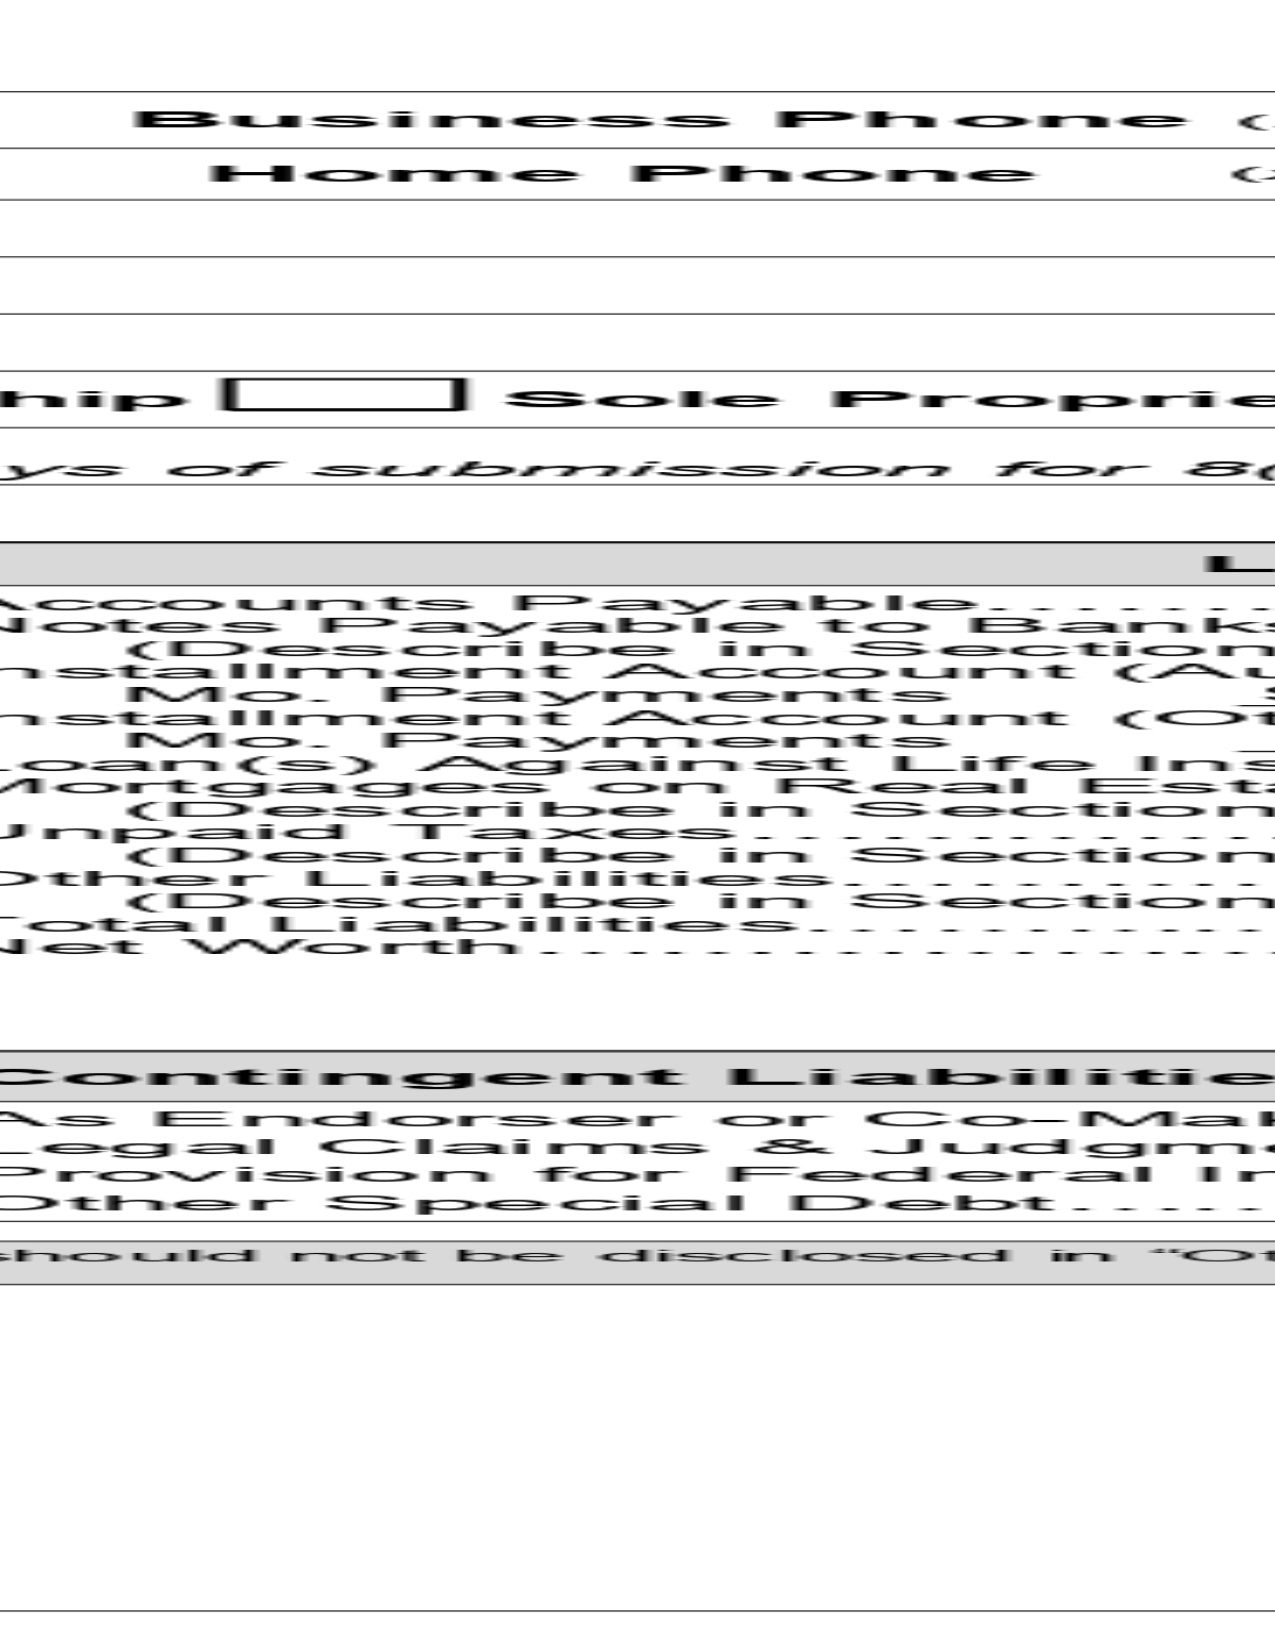 Business Phone (
Home Phone (
hip Sole Proprie
ys of submission for 8(
L
Accounts Payable..........
Notes Payable to Banks
(Describe in Section
nstallment Account (Au
Mo. Payments
nstallment Account (Ot
Mo. Payments
Loan(s) Against Life Ins
Mortgages on Real Esta
(Describe in Section
Unpaid Taxes..................
(Describe in Section
Other Liabilities..............
(Describe in Section
Total Liabilities................
Net Worth.........................
Contingent Liabilitie
As Endorser or Co-Mak
Legal Claims & Judgme
Provision for Federal In
Other Special Debt.......
should not be disclosed in “Ot